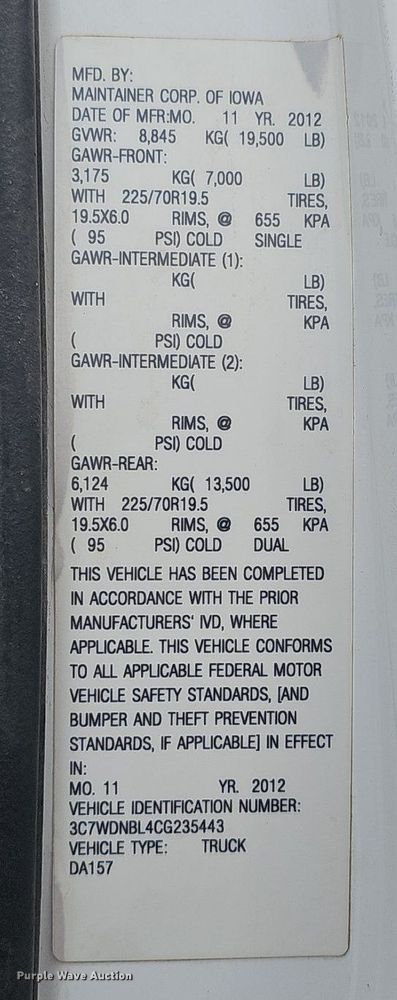 MFD. BY:
MAINTAINER CORP. OF IOWA
DATE OF MFR:MO. 11 YR. 2012
GVWR: 8,845 KG( 19,500 LB)
GAWR-FRONT:
3,175 KG( 7,000 LB)
WITH 225/70R19.5 TIRES,
19.5X6.0 RIMS, @ 655 KPA
( 95 PSI) COLD SINGLE
GAWR-INTERMEDIATE (1):
KG( LB)
WITH TIRES,
RIMS, @ KPA
( PSI) COLD
GAWR-INTERMEDIATE (2):
KG( LB)
WITH TIRES,
RIMS, @ KPA
( PSI) COLD
GAWR-REAR:
6,124 KG( 13,500 LB)
WITH 225/70R19.5 TIRES,
19.5X6.0 RIMS, @ 655 KPA
( 95 PSI) COLD DUAL
THIS VEHICLE HAS BEEN COMPLETED
IN ACCORDANCE WITH THE PRIOR
MANUFACTURERS' IVD, WHERE
APPLICABLE. THIS VEHICLE CONFORMS
TO ALL APPLICABLE FEDERAL MOTOR
VEHICLE SAFETY STANDARDS, [AND
BUMPER AND THEFT PREVENTION
STANDARDS, IF APPLICABLE] IN EFFECT
IN:
MO. 11 YR. 2012
VEHICLE IDENTIFICATION NUMBER:
3C7WDNBL4CG235443
VEHICLE TYPE: TRUCK
DA157
Purple Wave Auction